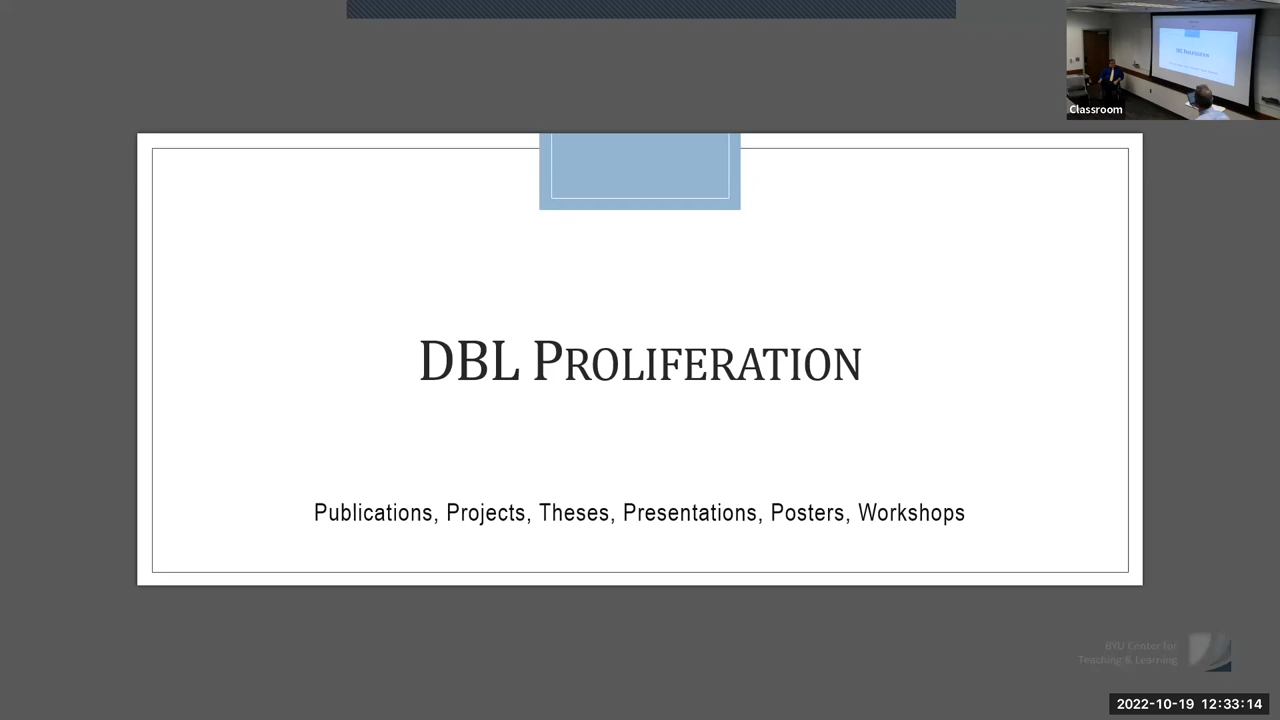 Classroom
DBL PROLIFERATION
Publications, Projects, Theses, Presentations, Posters, Workshops
BYU Center for
Teaching & Learning
2022-10-19 12:33:14